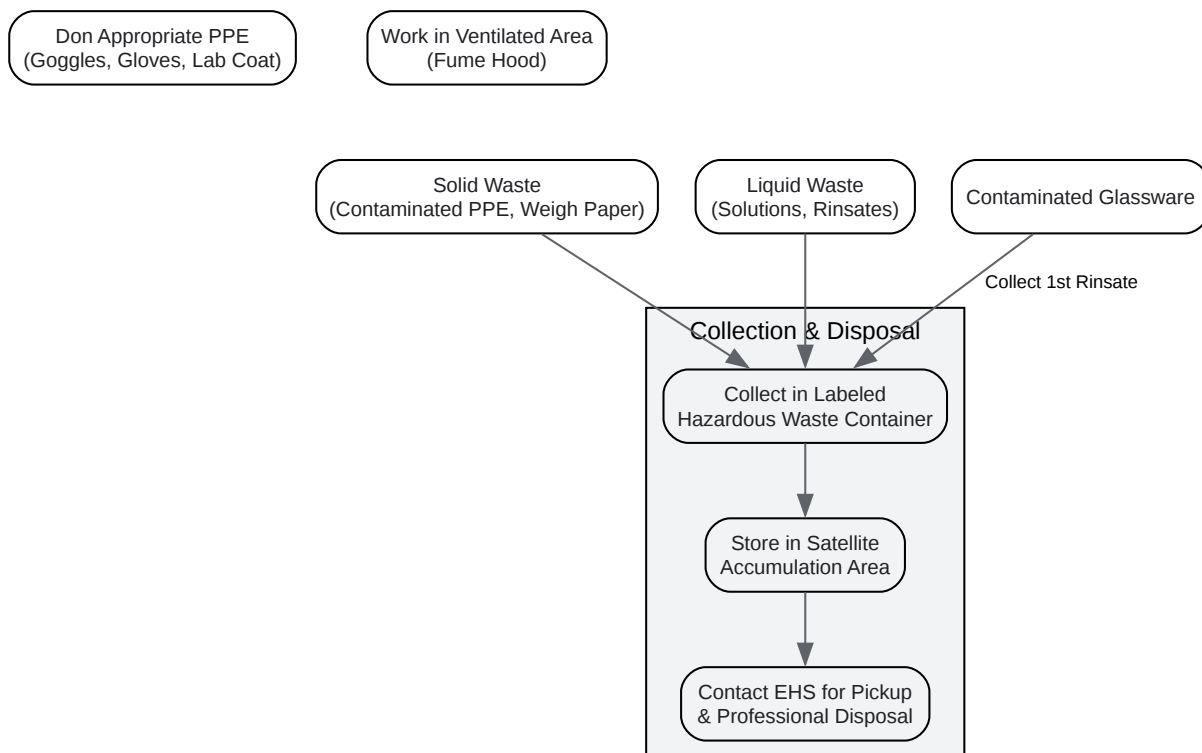 Don Appropriate PPE
(Goggles, Gloves, Lab Coat)
Work in Ventilated Area
(Fume Hood)
Solid Waste
(Contaminated PPE, Weigh Paper)
Liquid Waste
(Solutions, Rinsates)
Contaminated Glassware
Collect 1st Rinsate
Collection & Disposal
Collect in Labeled
Hazardous Waste Container
Store in Satellite
Accumulation Area
Contact EHS for Pickup
& Professional Disposal